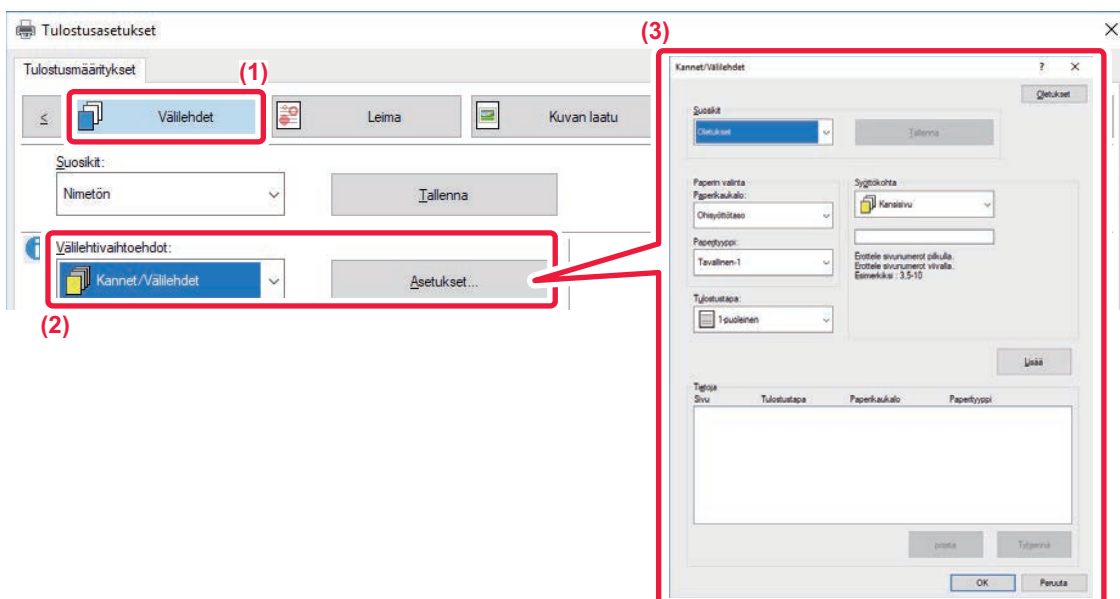 Tulostusasetukset
(3)
Tulostusmääritykset
(1)
≤ Välilehdet Leima Kuvan laatu
Suosikit:
Nimetön Tallenna
Välilehtivaihtoehdot:
Kannet/Välilehdet Asetukset...
(2)
Kannet/Välilehdet ?
Oletukset
Suosikit
Oletukset Tallenna
Paperin valinta Syöttökohta
Paperikaukalo: Kansisivu
Ohisyöttötaso
Paperityyppi:
Tavallinen-1
Erottele sivunumerot pilkulla.
Erottele sivunumerot viivalla.
Esimerkiksi : 3,5-10
Tulostustapa:
1-puoleinen
Lisää
Tietoja
Sivu Tulostustapa Paperikaukalo Paperityyppi
poista Tyhjennä
OK Peruuta